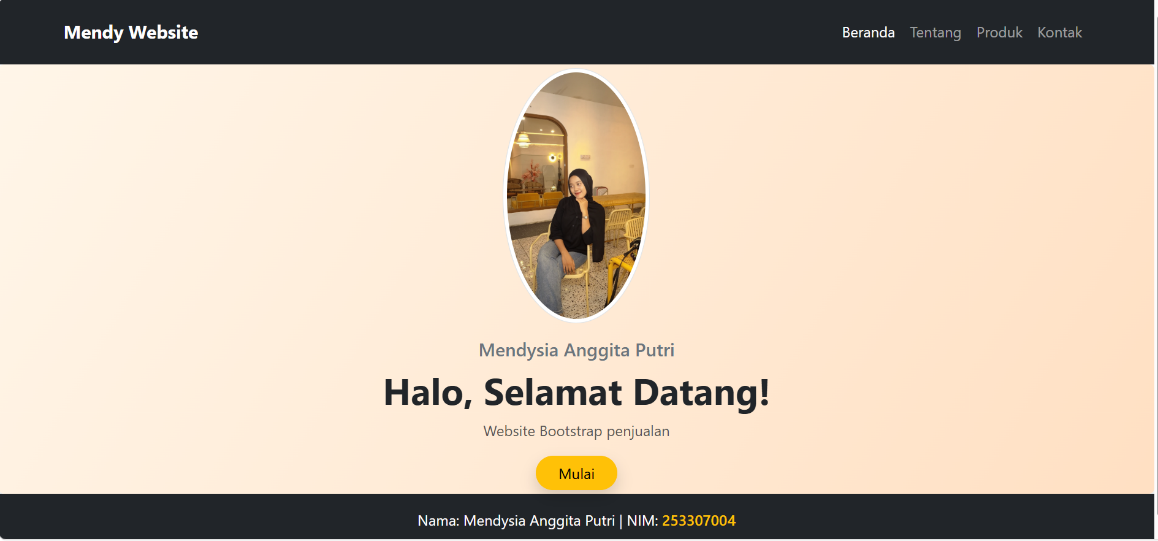 Mendy Website
Beranda Tentang Produk Kontak
Mendysia Anggita Putri
Halo, Selamat Datang!
Website Bootstrap penjualan
Mulai
Nama: Mendysia Anggita Putri | NIM: 253307004